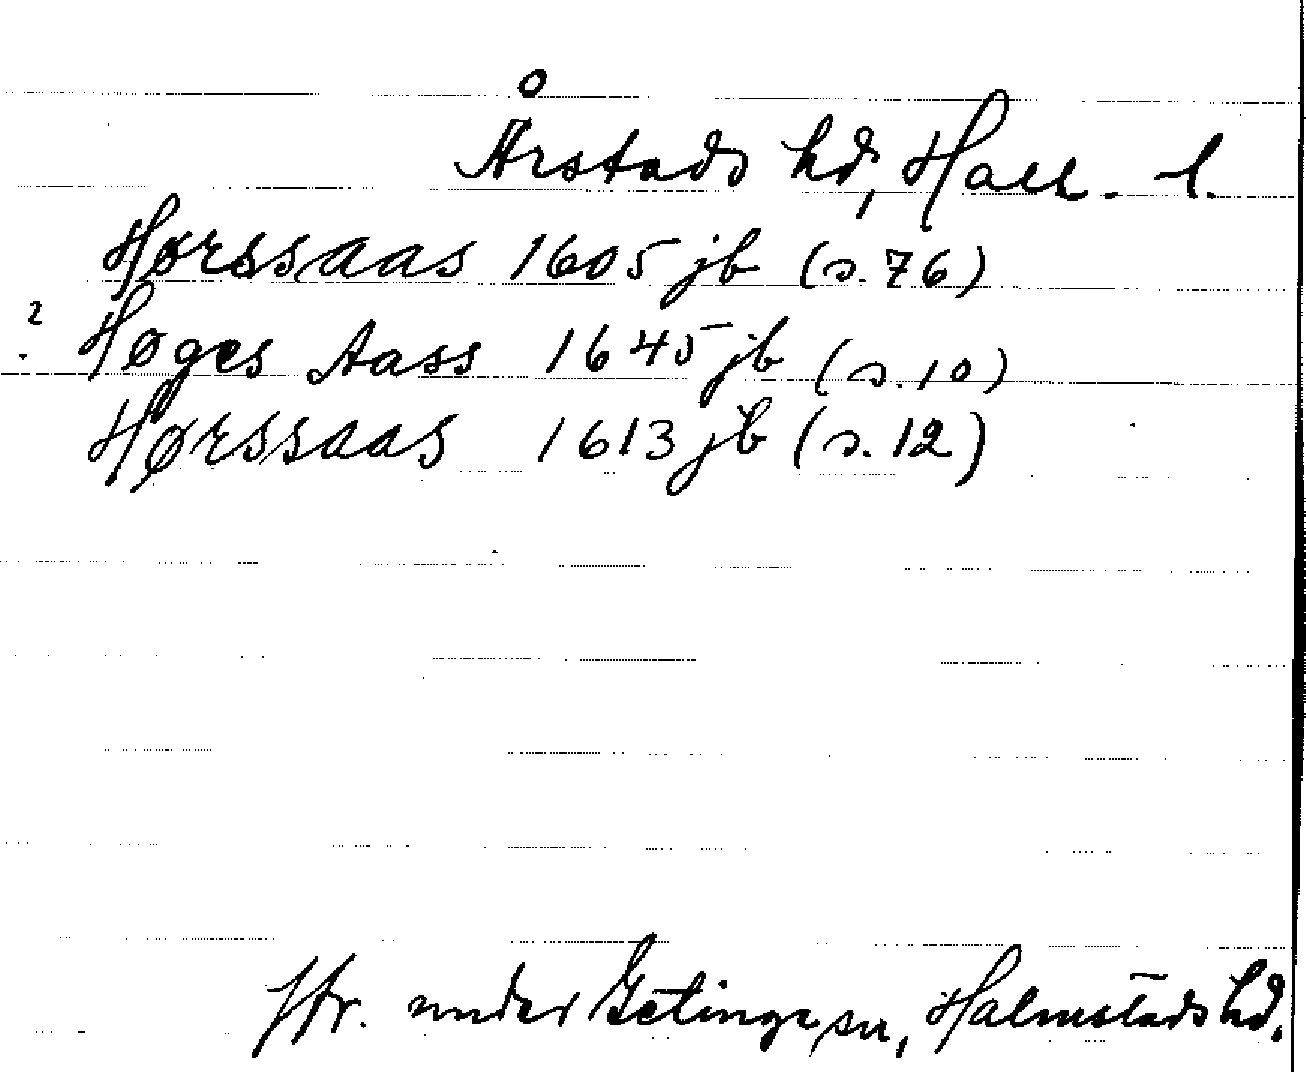 Årstads hd, Hall. l.
Hørssaas 1605 jb (s. 76)
? Høges Aass 1645 jb (s. 10)
Hørssaas 1613 jb (s. 12)
Jfr. under Getinge sn, Halmstads hd.